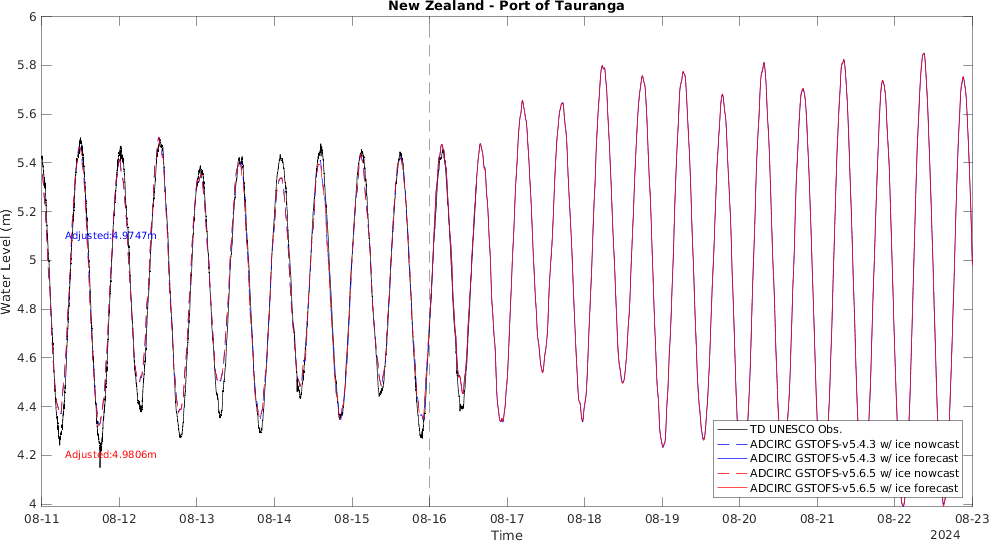 New Zealand - Port of Tauranga
6
5.8
5.6
5.4
5.2
5
4.8
4.6
4.4
4.2
4
Water Level (m)
Adjusted:4.9747m
Adjusted:4.9806m
TD UNESCO Obs.
ADCIRC GSTOFS-v5.4.3 w/ ice nowcast
ADCIRC GSTOFS-v5.4.3 w/ ice forecast
ADCIRC GSTOFS-v5.6.5 w/ ice nowcast
ADCIRC GSTOFS-v5.6.5 w/ ice forecast
08-11 08-12 08-13 08-14 08-15 08-16 08-17 08-18 08-19 08-20 08-21 08-22 08-23
Time
2024